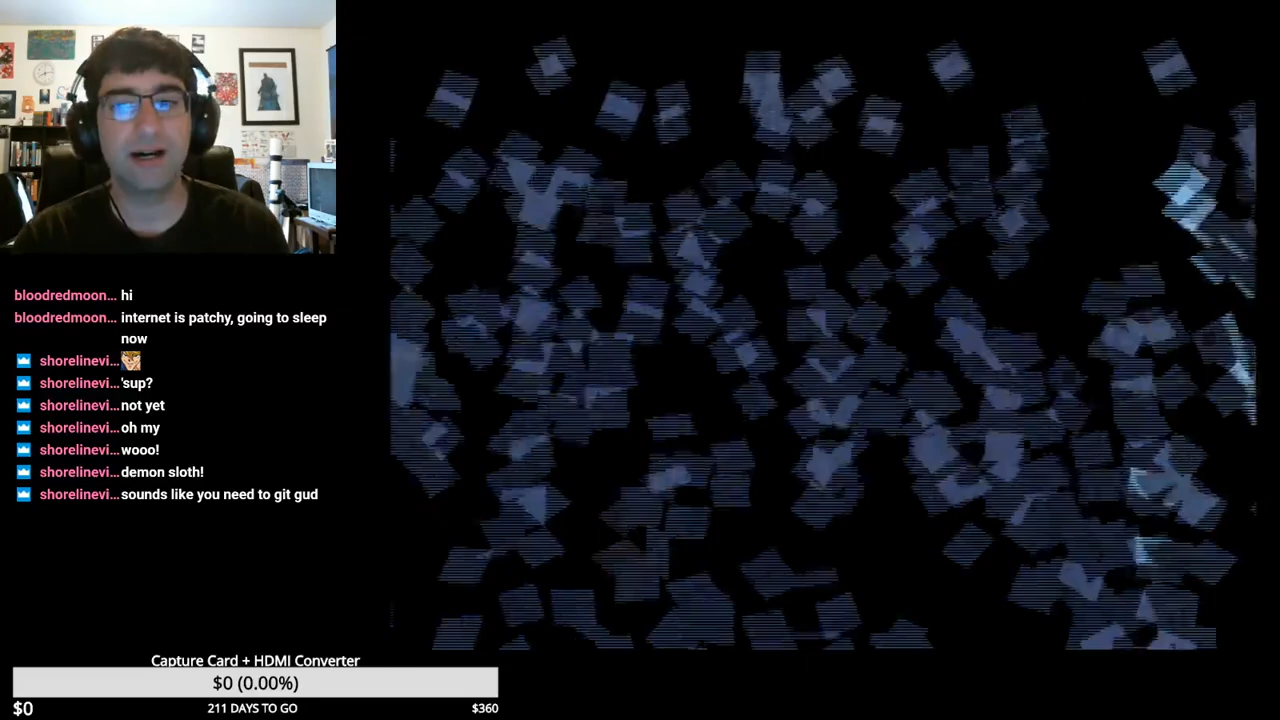 bloodredmoon... hi
bloodredmoon... internet is patchy, going to sleep
now
shorelinevi...
shorelinevi... 'sup?
shorelinevi... not yet
shorelinevi... oh my
shorelinevi... wooo!
shorelinevi... demon sloth!
shorelinevi... sounds like you need to git gud
Capture Card + HDMI Converter
$0 (0.00%)
$0 211 DAYS TO GO $360